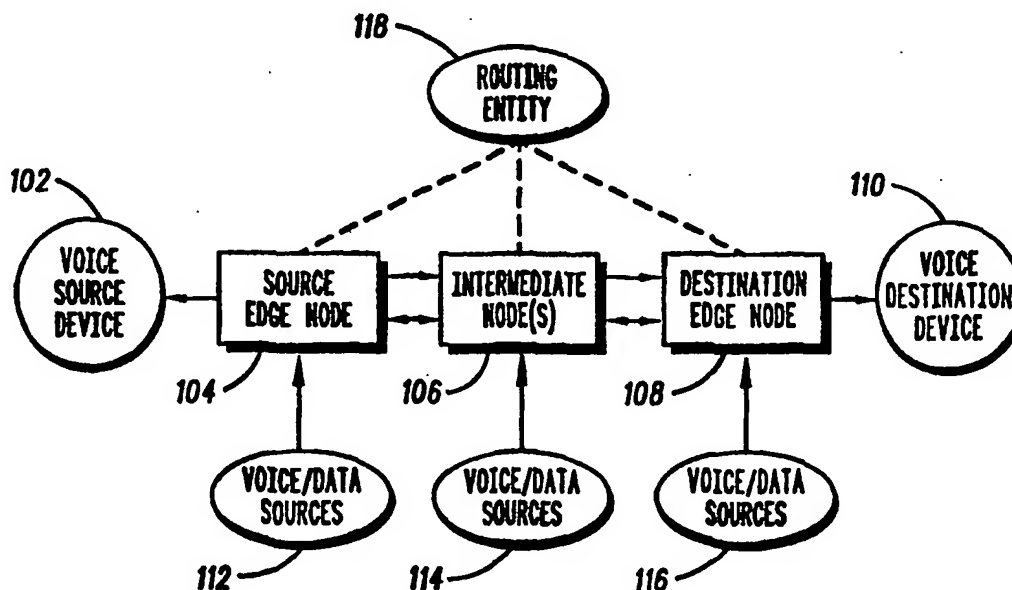 118
ROUTING
ENTITY
102
110
VOICE
SOURCE
DEVICE
SOURCE
EDGE NODE
INTERMEDIATE
NODE(S)
DESTINATION
EDGE NODE
VOICE
DESTINATION
DEVICE
104
106
108
VOICE/DATA
SOURCES
VOICE/DATA
SOURCES
VOICE/DATA
SOURCES
112
114
116